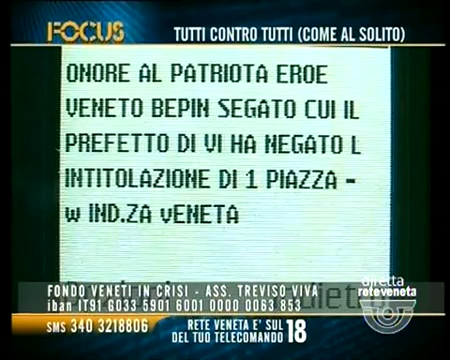 FOCUS
TUTTI CONTRO TUTTI (COME AL SOLITO)
ONORE AL PATRIOTA EROE
VENETO BEPIN SEGATO CUI IL
PREFETTO DI VI HA NEGATO L
INTITOLAZIONE DI 1 PIAZZA -
W IND.ZA VENETA
FONDO VENETI IN CRISI - ASS. TREVISO VIVA
iban IT91 6033 5901 6001 0000 0063 853
diretta
reteveneta
SMS 340 3218806
RETE VENETA E' SUL
DEL TUO TELECOMANDO
18